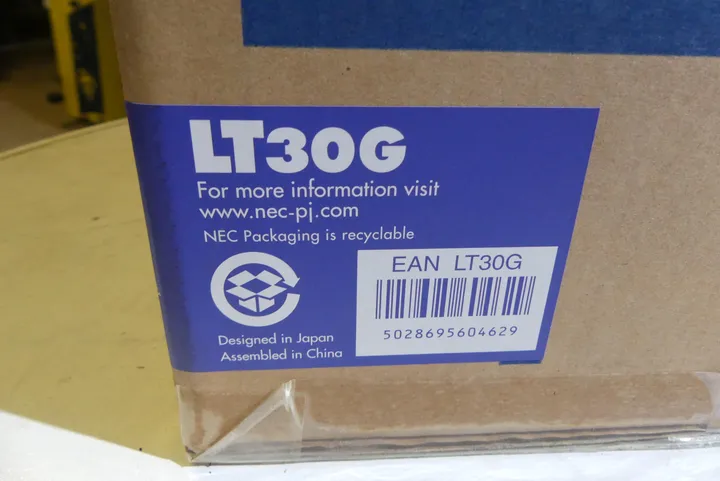 LT30G
For more information visit
www.nec-pj.com
NEC Packaging is recyclable
EAN LT30G
5028695604629
Designed in Japan
Assembled in China